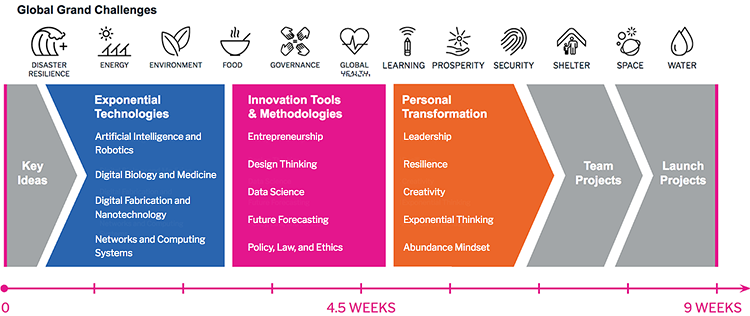 Global Grand Challenges
DISASTER
RESILIENCE
ENERGY
ENVIRONMENT
FOOD
GOVERNANCE
GLOBAL
HEALTH
LEARNING
PROSPERITY
SECURITY
SHELTER
SPACE
WATER
Key
Ideas
Exponential
Technologies
Artificial Intelligence and
Robotics
Digital Biology and Medicine
Digital Fabrication and
Nanotechnology
Networks and Computing
Systems
Innovation Tools
& Methodologies
Entrepreneurship
Design Thinking
Data Science
Future Forecasting
Policy, Law, and Ethics
Personal
Transformation
Leadership
Resilience
Creativity
Exponential Thinking
Abundance Mindset
Team
Projects
Launch
Projects
0
4.5 WEEKS
9 WEEKS